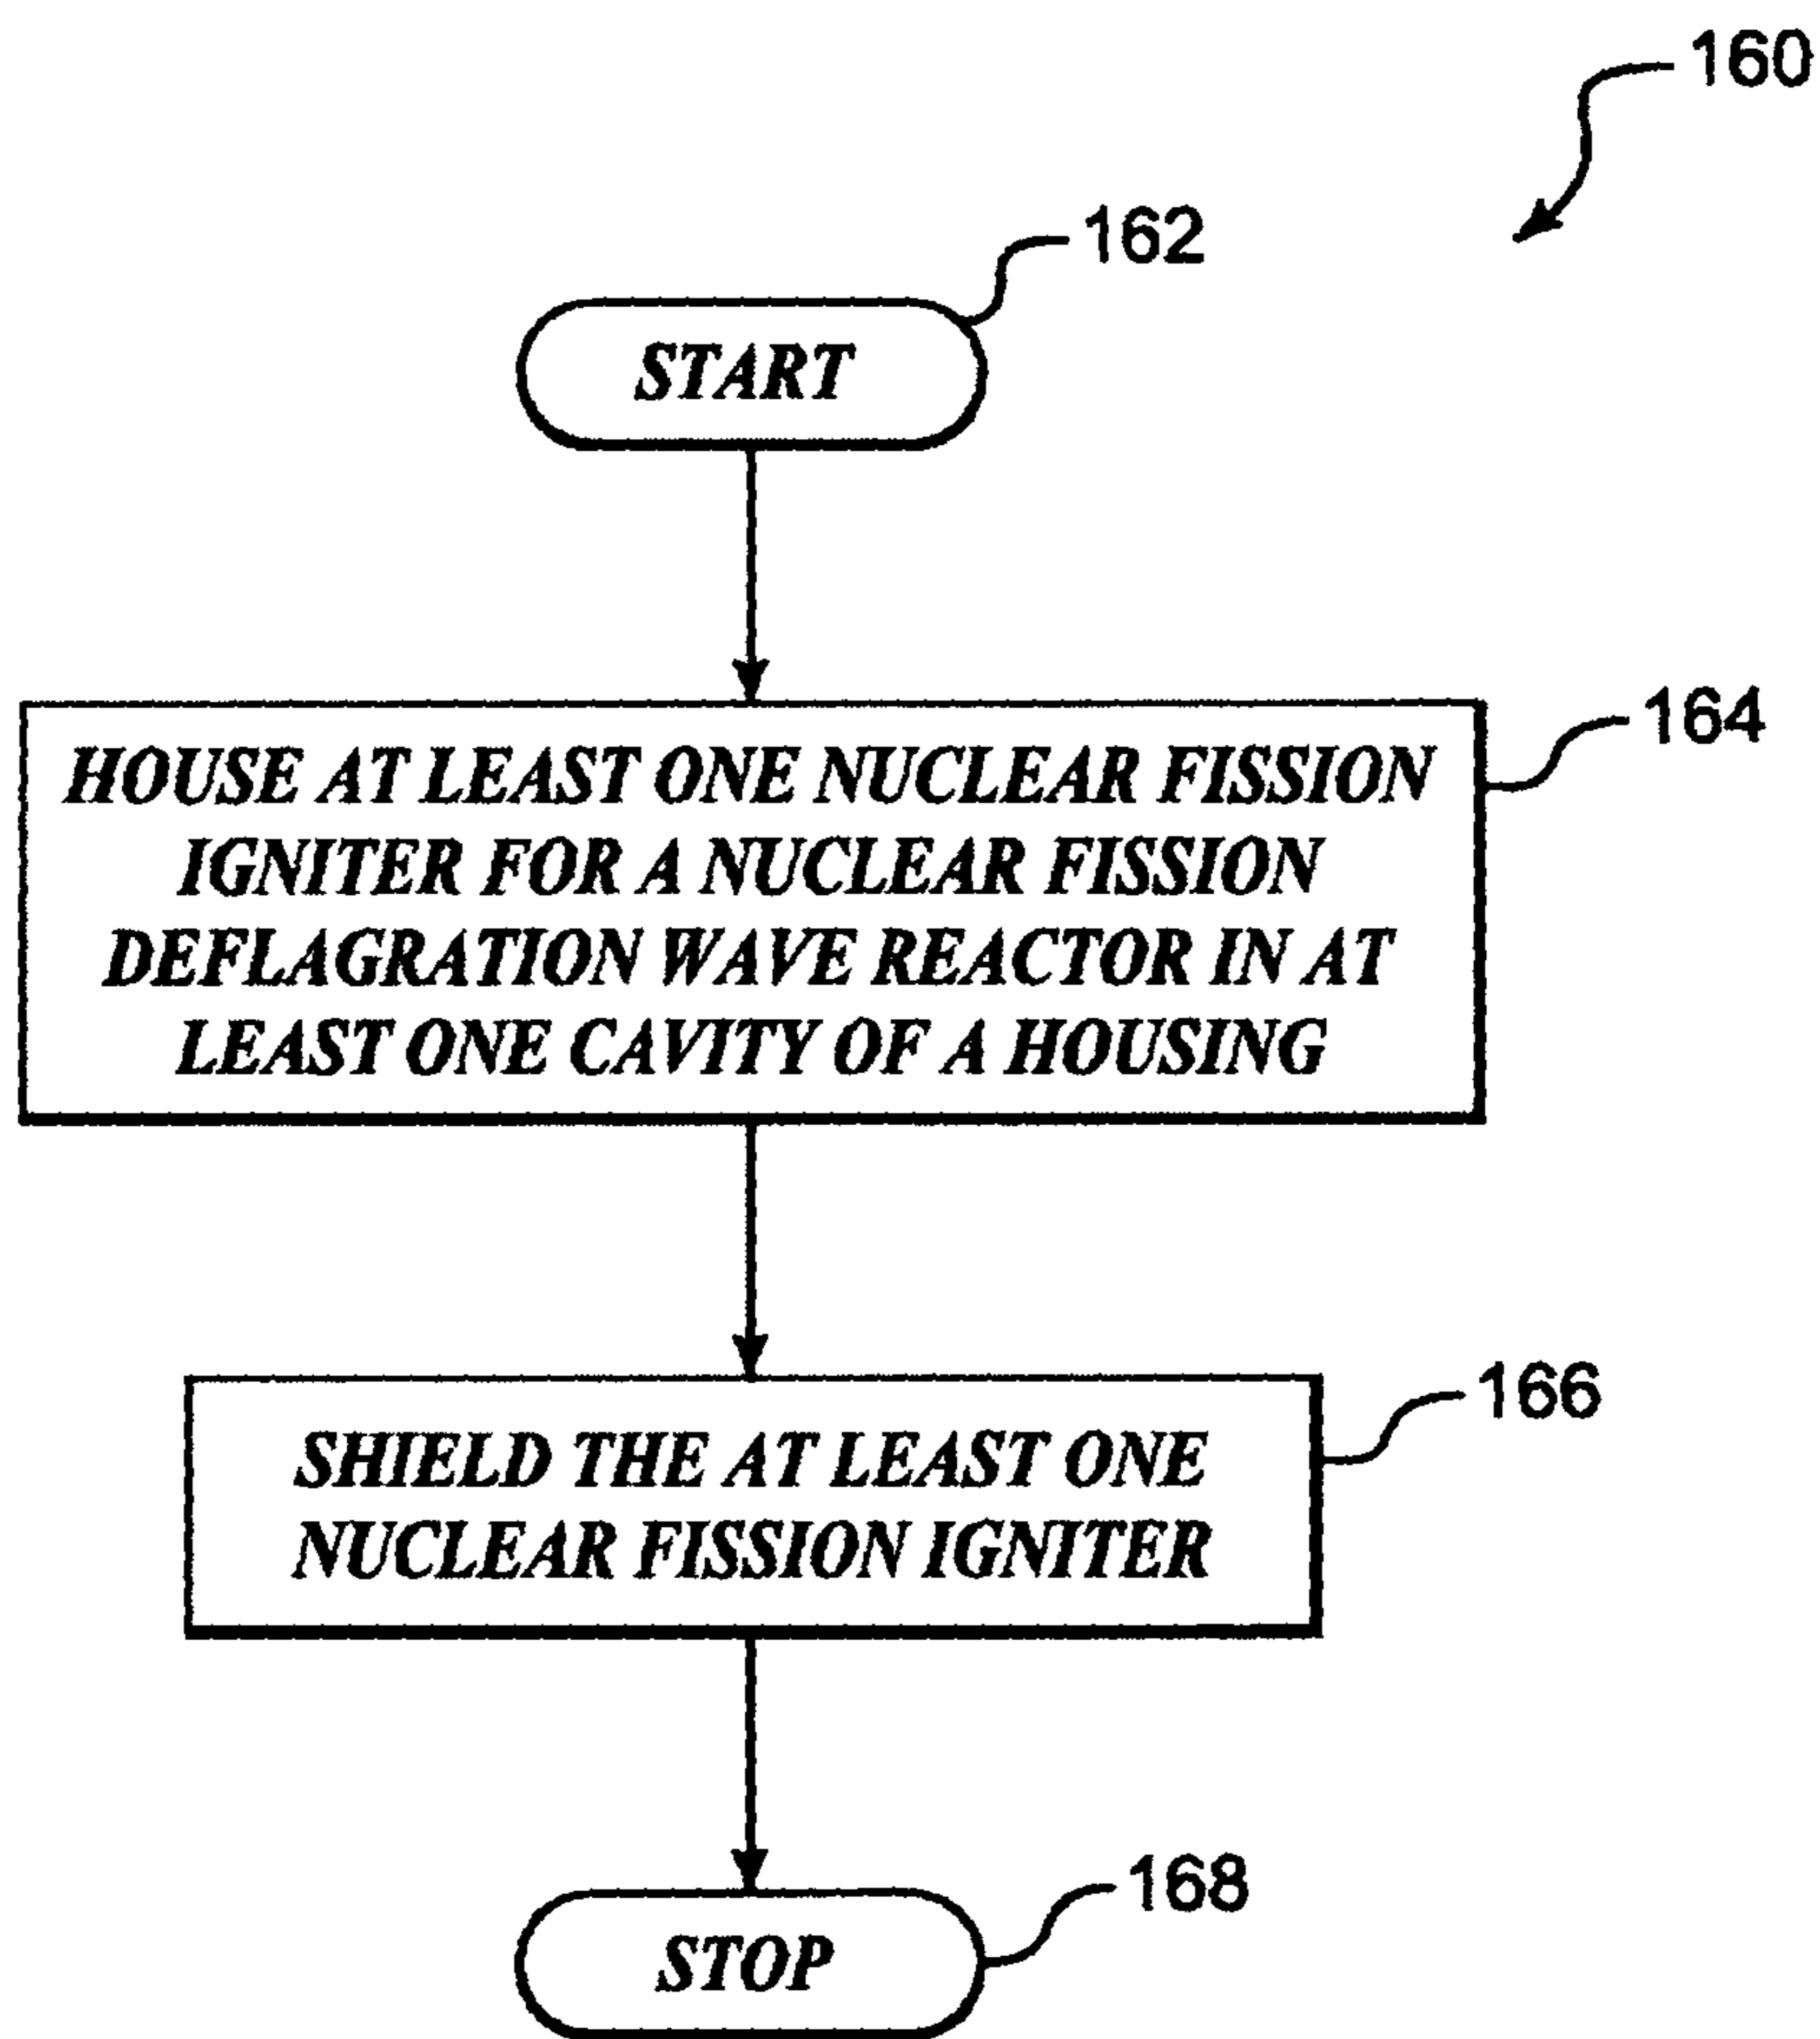 160
162
START
164
HOUSE AT LEAST ONE NUCLEAR FISSION
IGNITER FOR A NUCLEAR FISSION
DEFLAGRATION WAVE REACTOR IN AT
LEAST ONE CAVITY OF A HOUSING
166
SHIELD THE AT LEAST ONE
NUCLEAR FISSION IGNITER
168
STOP